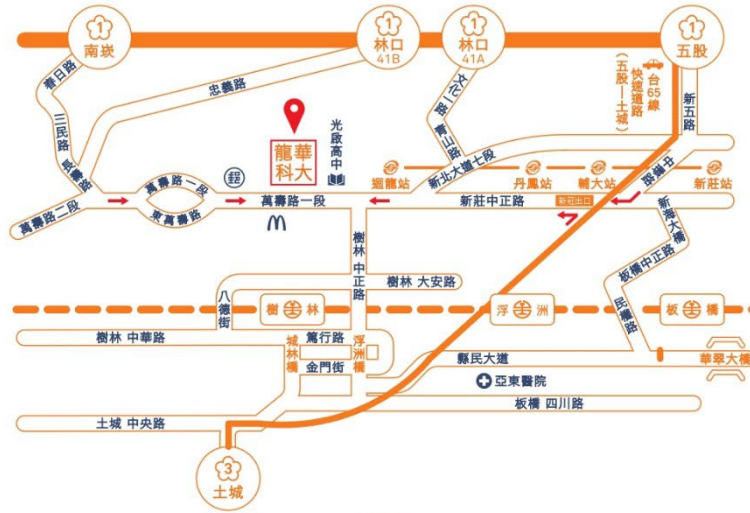 1
南崁
1
林口
41B
1
林口
41A
1
五股
台65線
快速道路
(五股—土城)
春日路
忠義路
文化一路
青山路
新五路
三民路
長壽路
龍華
科大
光啟高中
郵
新北大道七段
中環路
迴龍站
丹鳳站
輔大站
新莊站
萬壽路二段
萬壽路一段
東萬壽路
萬壽路一段
新莊中正路
新莊出口
新海大橋
樹林 中正路
板橋中正路
民權路
樹林 大安路
八德街
樹 林
浮 洲
板 橋
樹林 中華路
城林橋
篤行路
浮洲橋
金門街
縣民大道
華翠大橋
亞東醫院
板橋 四川路
土城 中央路
3
土城